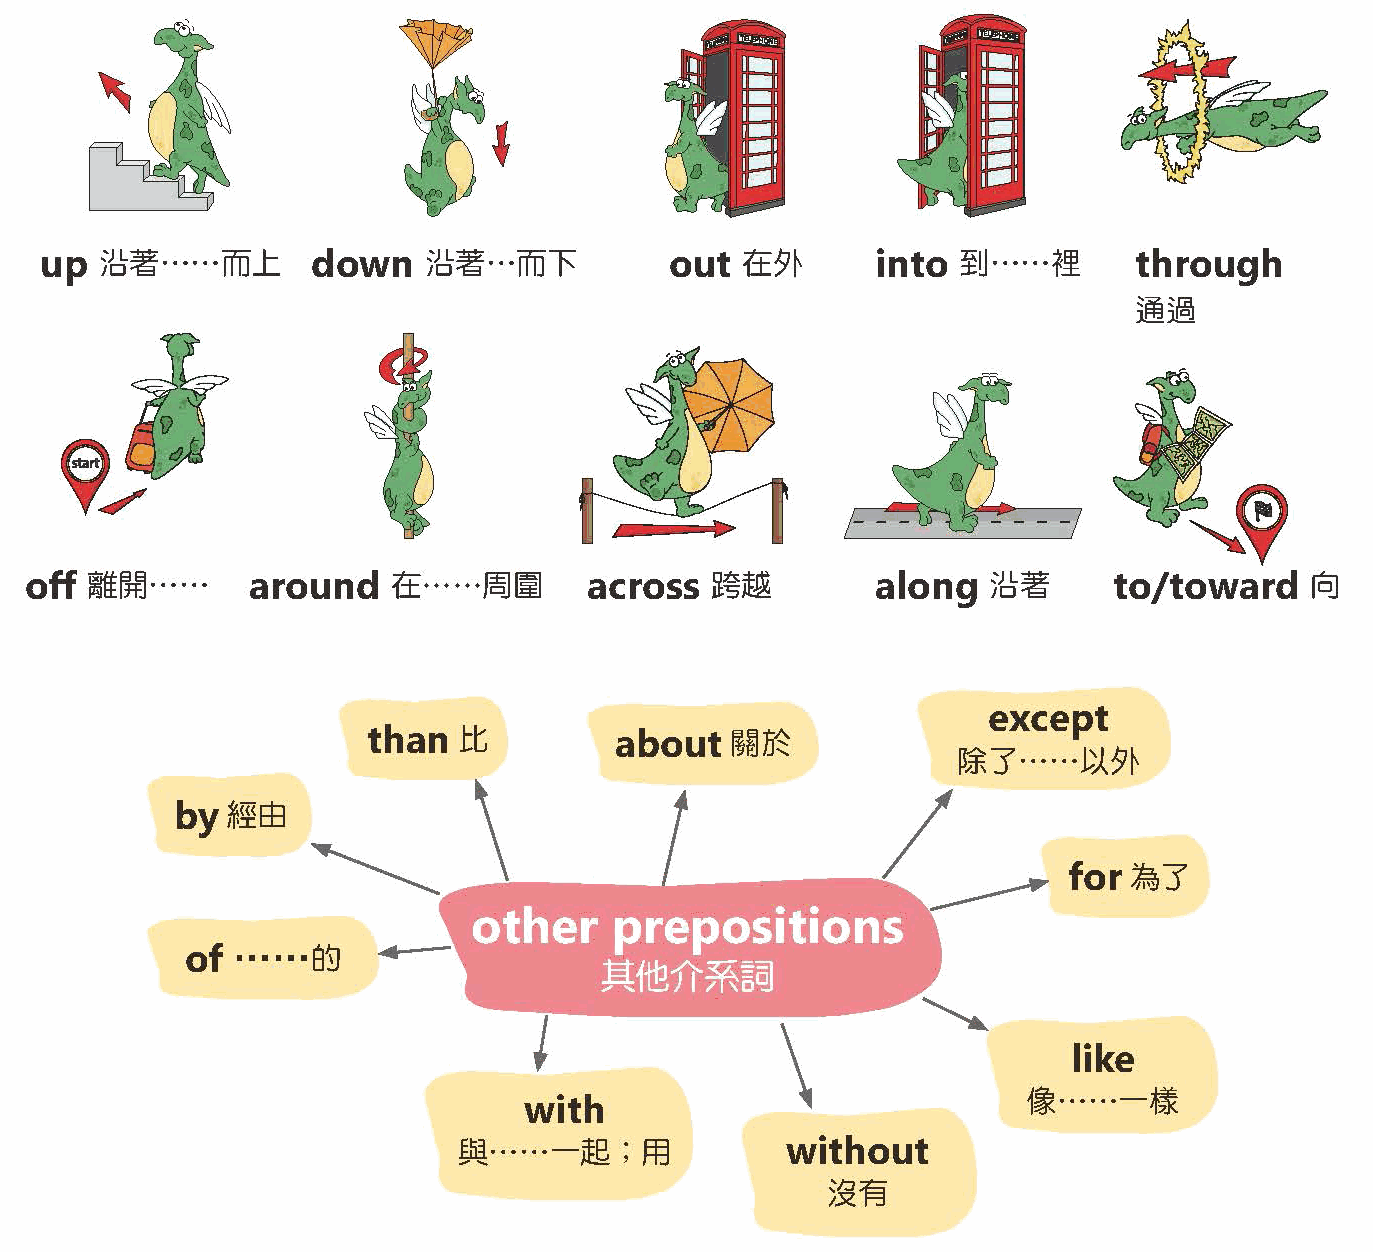 TELEPHONE
TELEPHONE
up 沿著……而上
down 沿著…而下
out 在外
into 到……裡
through
通過
start
off 離開……
around 在……周圍
across 跨越
along 沿著
to/toward 向
than 比
about 關於
except
除了……以外
by 經由
for 為了
other prepositions
其他介系詞
of ……的
like
像……一樣
with
與……一起；用
without
沒有